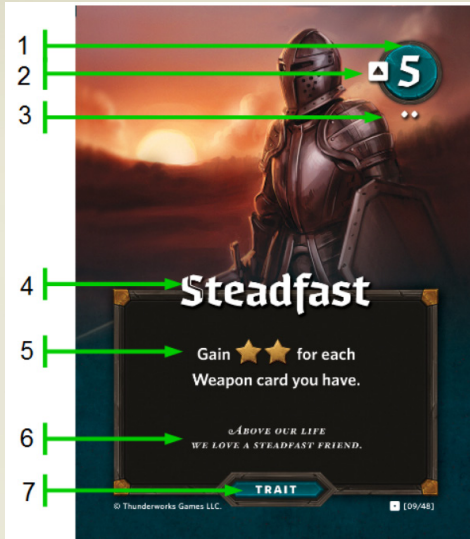 1
2
3
4
5
6
7
5
Steadfast
Gain for each
Weapon card you have.
Above our life
we love a steadfast friend.
TRAIT
© Thunderworks Games LLC.
[09/48]